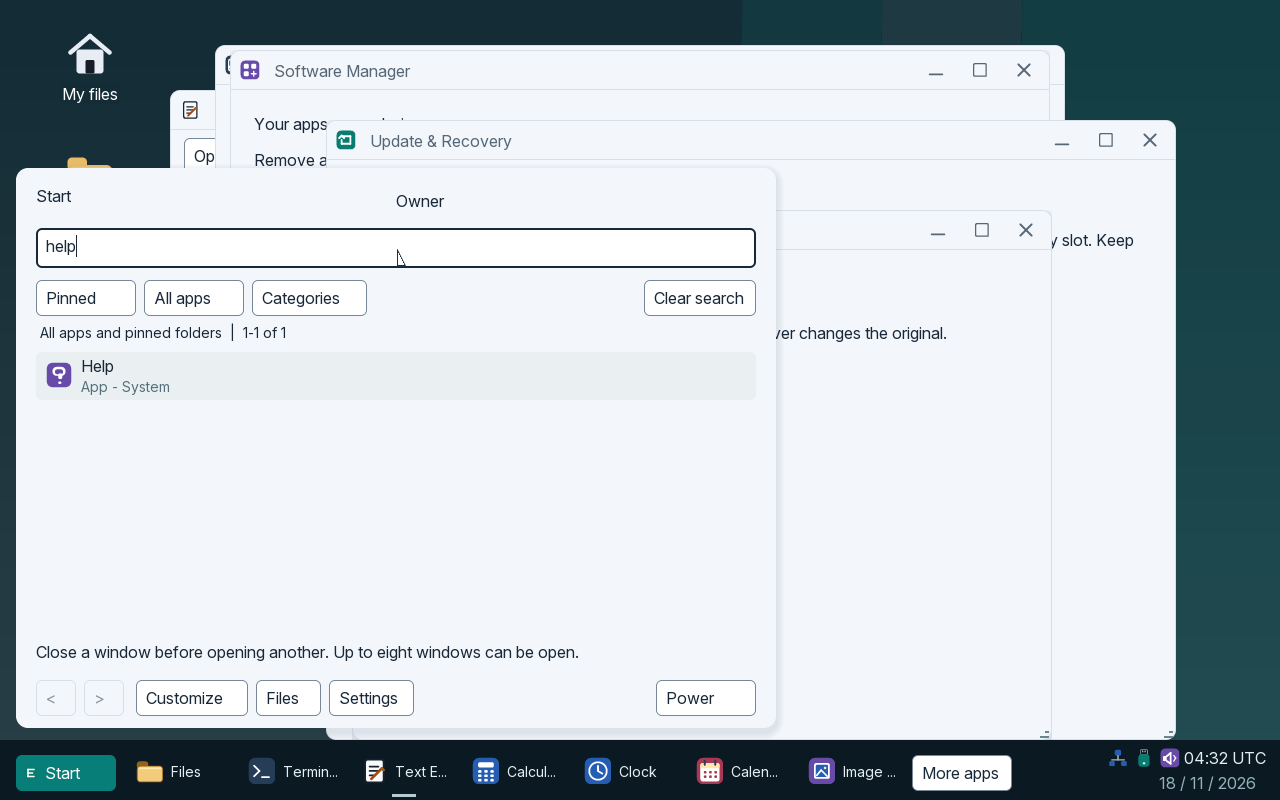 My files
Software Manager
Your apps
Remove a
Update & Recovery
Op
y slot. Keep
ver changes the original.
Start
Owner
help
Pinned
All apps
Categories
Clear search
All apps and pinned folders | 1-1 of 1
Help
App - System
Close a window before opening another. Up to eight windows can be open.
<
>
Customize
Files
Settings
Power
Start
Files
Termin...
Text E...
Calcul...
Clock
Calen...
Image ...
More apps
04:32 UTC
18 / 11 / 2026